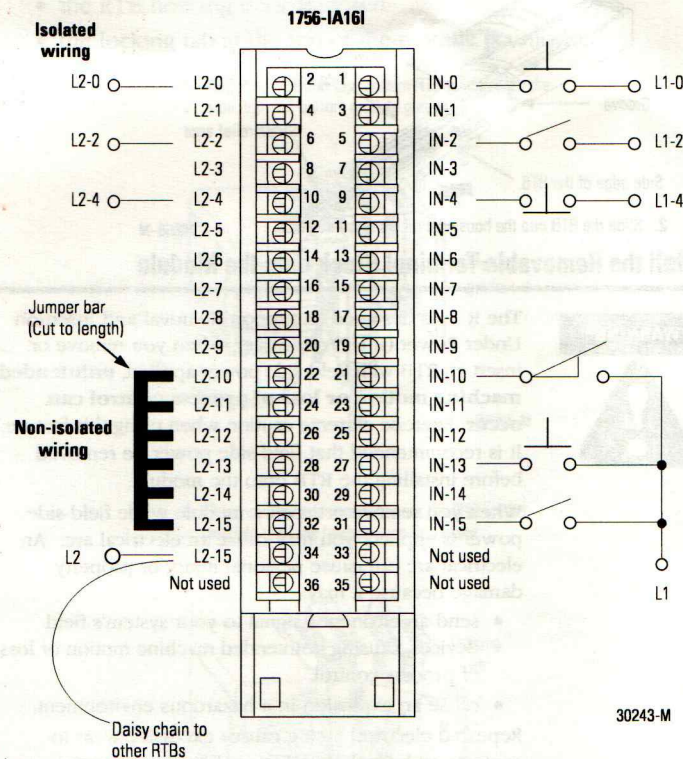 1756-IA16I
Isolated
wiring
L2-0 L2-0 2 1 IN-0 L1-0
L2-1 4 3 IN-1
L2-2 L2-2 6 5 IN-2 L1-2
L2-3 8 7 IN-3
L2-4 L2-4 10 9 IN-4 L1-4
L2-5 12 11 IN-5
L2-6 14 13 IN-6
L2-7 16 15 IN-7
Jumper bar
(Cut to length)
L2-8 18 17 IN-8
L2-9 20 19 IN-9
L2-10 22 21 IN-10
L2-11 24 23 IN-11
Non-isolated
wiring
L2-12 26 25 IN-12
L2-13 28 27 IN-13
L2-14 30 29 IN-14
L2-15 32 31 IN-15
L2 L2-15 34 33 Not used
Not used 36 35 Not used
L1
Daisy chain to
other RTBs
30243-M